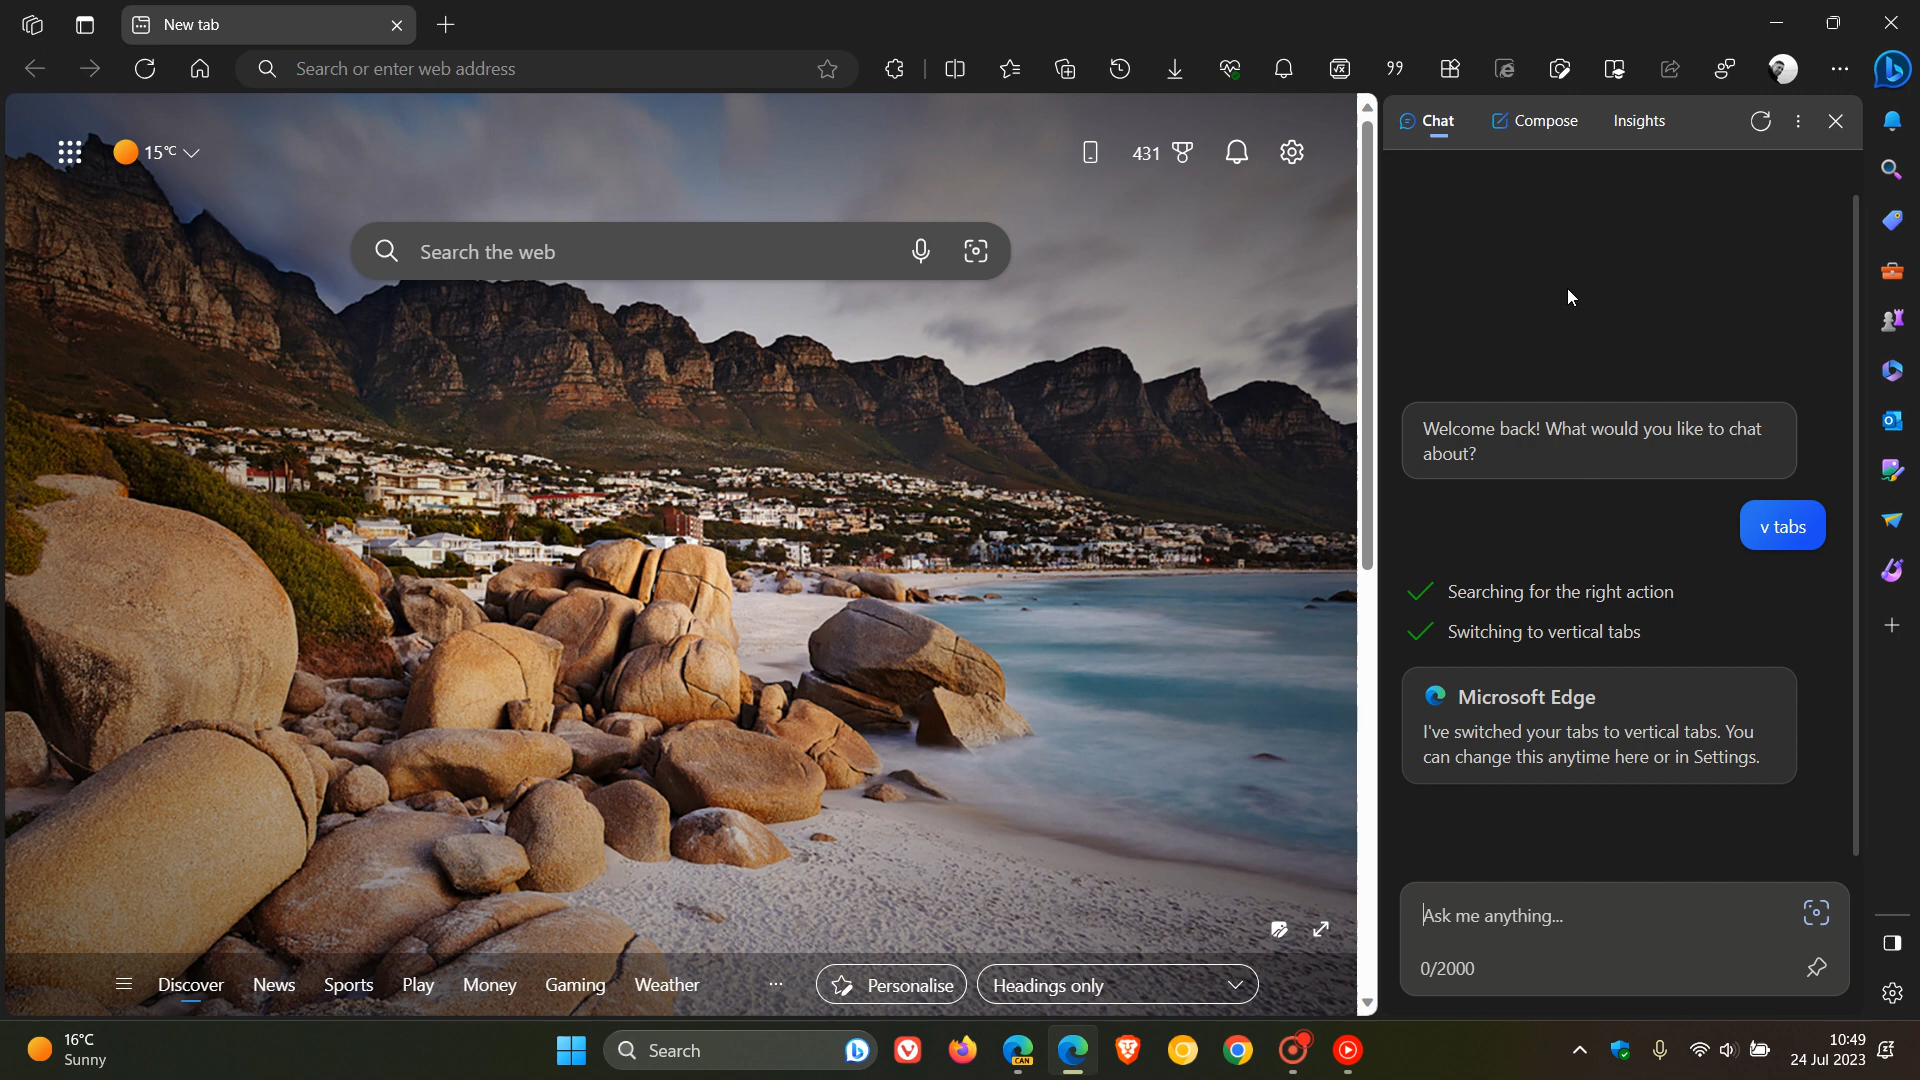 New tab
Search or enter web address
15°C
431
Search the web
Discover
News
Sports
Play
Money
Gaming
Weather
Personalise
Headings only
Chat
Compose
Insights
Welcome back! What would you like to chat
about?
v tabs
Searching for the right action
Switching to vertical tabs
Microsoft Edge
I've switched your tabs to vertical tabs. You
can change this anytime here or in Settings.
Ask me anything...
0/2000
16°C
Sunny
Search
CAN
10:49
24 Jul 2023